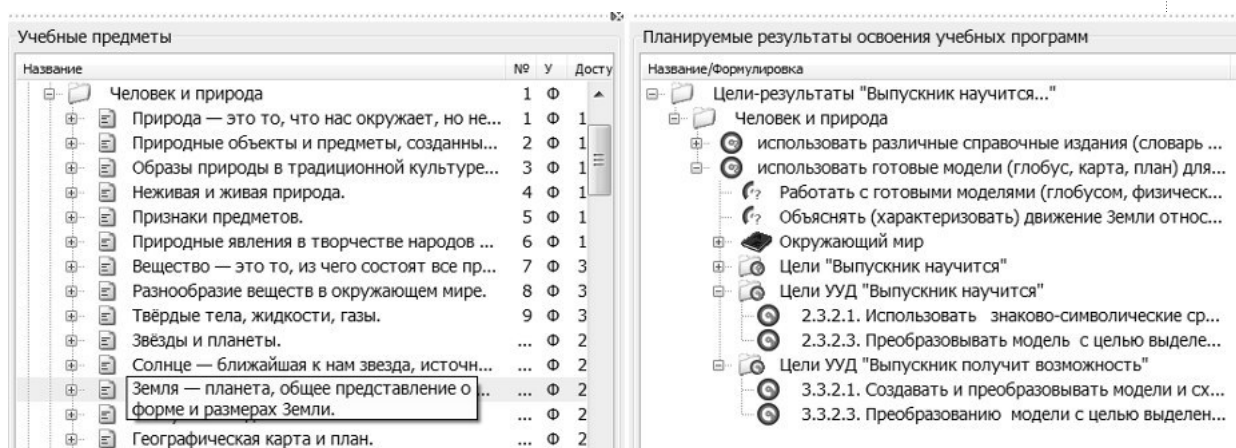 Учебные предметы
Название № У Досту
Человек и природа 1 Ф
Природа — это то, что нас окружает, но не... 1 Ф 1
Природные объекты и предметы, созданны... 2 Ф 1
Образы природы в традиционной культуре... 3 Ф 1
Неживая и живая природа. 4 Ф 1
Признаки предметов. 5 Ф 1
Природные явления в творчестве народов ... 6 Ф 1
Вещество — это то, из чего состоят все пр... 7 Ф 3
Разнообразие веществ в окружающем мире. 8 Ф 3
Твёрдые тела, жидкости, газы. 9 Ф 3
Звёзды и планеты. ... Ф 2
Солнце — ближайшая к нам звезда, источн... ... Ф 2
Земля — планета, общее представление о ... Ф 2
форме и размерах Земли. ... Ф 2
Географическая карта и план. ... Ф 2
Планируемые результаты освоения учебных программ
Название/Формулировка
Цели-результаты "Выпускник научится..."
Человек и природа
использовать различные справочные издания (словарь ...
использовать готовые модели (глобус, карта, план) для...
Работать с готовыми моделями (глобусом, физическ...
Объяснять (характеризовать) движение Земли относ...
Окружающий мир
Цели "Выпускник научится"
Цели УУД "Выпускник научится"
2.3.2.1. Использовать знаково-символические ср...
2.3.2.3. Преобразовывать модель с целью выделе...
Цели УУД "Выпускник получит возможность"
3.3.2.1. Создавать и преобразовывать модели и сх...
3.3.2.3. Преобразованию модели с целью выделен...